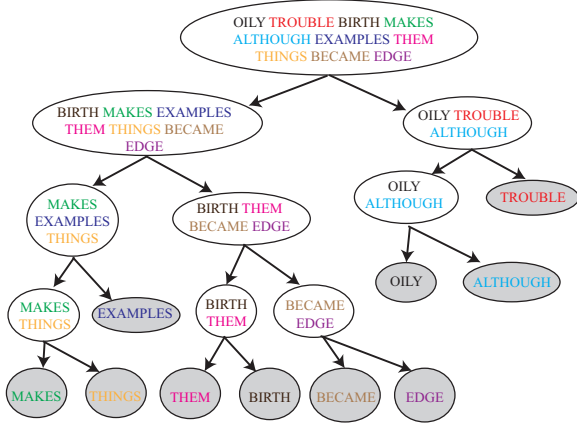 OILY TROUBLE BIRTH MAKES
ALTHOUGH EXAMPLES THEM
THINGS BECAME EDGE
BIRTH MAKES EXAMPLES
THEM THINGS BECAME
EDGE
OILY TROUBLE
ALTHOUGH
MAKES
EXAMPLES
THINGS
BIRTH THEM
BECAME EDGE
OILY
ALTHOUGH
TROUBLE
MAKES
THINGS
EXAMPLES
BIRTH
THEM
BECAME
EDGE
OILY
ALTHOUGH
MAKES
THINGS
THEM
BIRTH
BECAME
EDGE